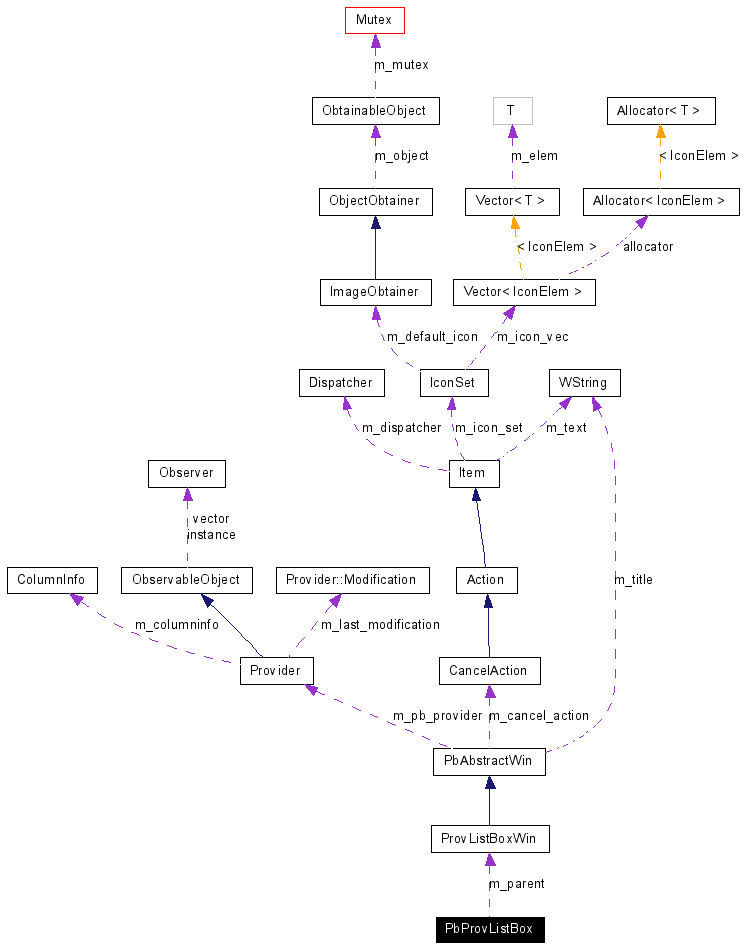 Mutex
m_mutex
ObtainableObject
T
Allocator< T >
m_object
m_elem
< IconElem >
ObjectObtainer
Vector< T >
Allocator< IconElem >
< IconElem >
allocator
ImageObtainer
Vector< IconElem >
m_default_icon
m_icon_vec
Dispatcher
IconSet
WString
m_dispatcher
m_icon_set
m_text
Observer
Item
vector
instance
ColumnInfo
ObservableObject
Provider::Modification
Action
m_title
m_columninfo
m_last_modification
Provider
CancelAction
m_pb_provider
m_cancel_action
PbAbstractWin
ProvListBoxWin
m_parent
PbProvListBox